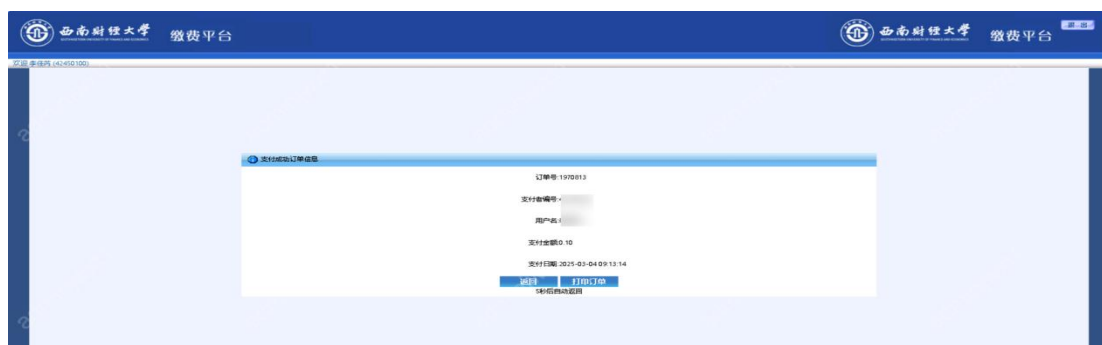 西南财经大学 缴费平台
西南财经大学 缴费平台
退 出
支付成功订单信息
订单号:1970813
支付者编号:
用户名:
支付金额:0.10
支付日期:2025-03-04 09:13:14
返回 打印订单
5秒后自动返回